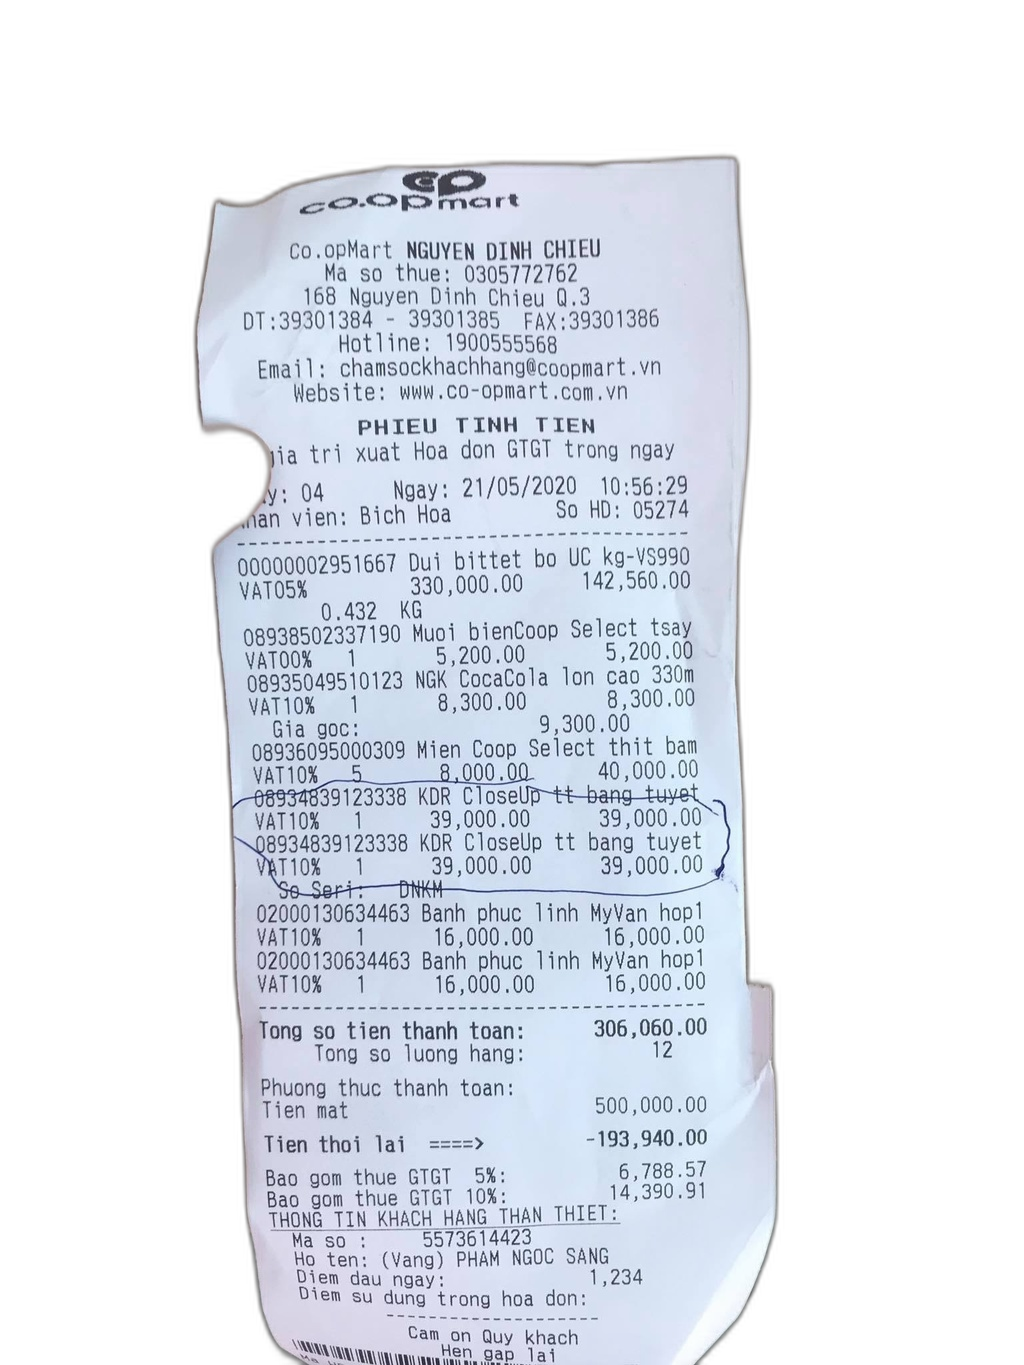 co.opmart
Co.opMart NGUYEN DINH CHIEU
Ma so thue: 0305772762
168 Nguyen Dinh Chieu Q.3
DT:39301384 - 39301385 FAX:39301386
Hotline: 1900555568
Email: chamsockhachhang@coopmart.vn
Website: www.co-opmart.com.vn
PHIEU TINH TIEN
tri xuat Hoa don GTGT trong ngay
04 Ngay: 21/05/2020 10:56:29
vien: Bich Hoa So HD: 05274
00000002951667 Dui bittet bo UC kg-VS990
VAT05% 330,000.00 142,560.00
0.432 KG
08938502337190 Muoi bienCoop Select tsay
VAT00% 1 5,200.00 5,200.00
08935049510123 NGK CocaCola lon cao 330m
VAT10% 1 8,300.00 8,300.00
Gia goc: 9,300.00
08936095000309 Mien Coop Select thit bam
VAT10% 5 8,000.00 40,000.00
08934839123338 KDR CloseUp tt bang tuyet
VAT10% 1 39,000.00 39,000.00
08934839123338 KDR CloseUp tt bang tuyet
VAT10% 1 39,000.00 39,000.00
So Seri: DNKM
02000130634463 Banh phuc linh MyVan hop1
VAT10% 1 16,000.00 16,000.00
02000130634463 Banh phuc linh MyVan hop1
VAT10% 1 16,000.00 16,000.00
Tong so tien thanh toan: 306,060.00
Tong so luong hang: 12
Phuong thuc thanh toan:
Tien mat 500,000.00
Tien thoi lai ====> -193,940.00
Bao gom thue GTGT 5%: 6,788.57
Bao gom thue GTGT 10%: 14,390.91
THONG TIN KHACH HANG THAN THIET:
Ma so : 5573614423
Ho ten: (Vang) PHAM NGOC SANG
Diem dau ngay: 1,234
Diem su dung trong hoa don:
Cam on Quy khach
Hen gap lai